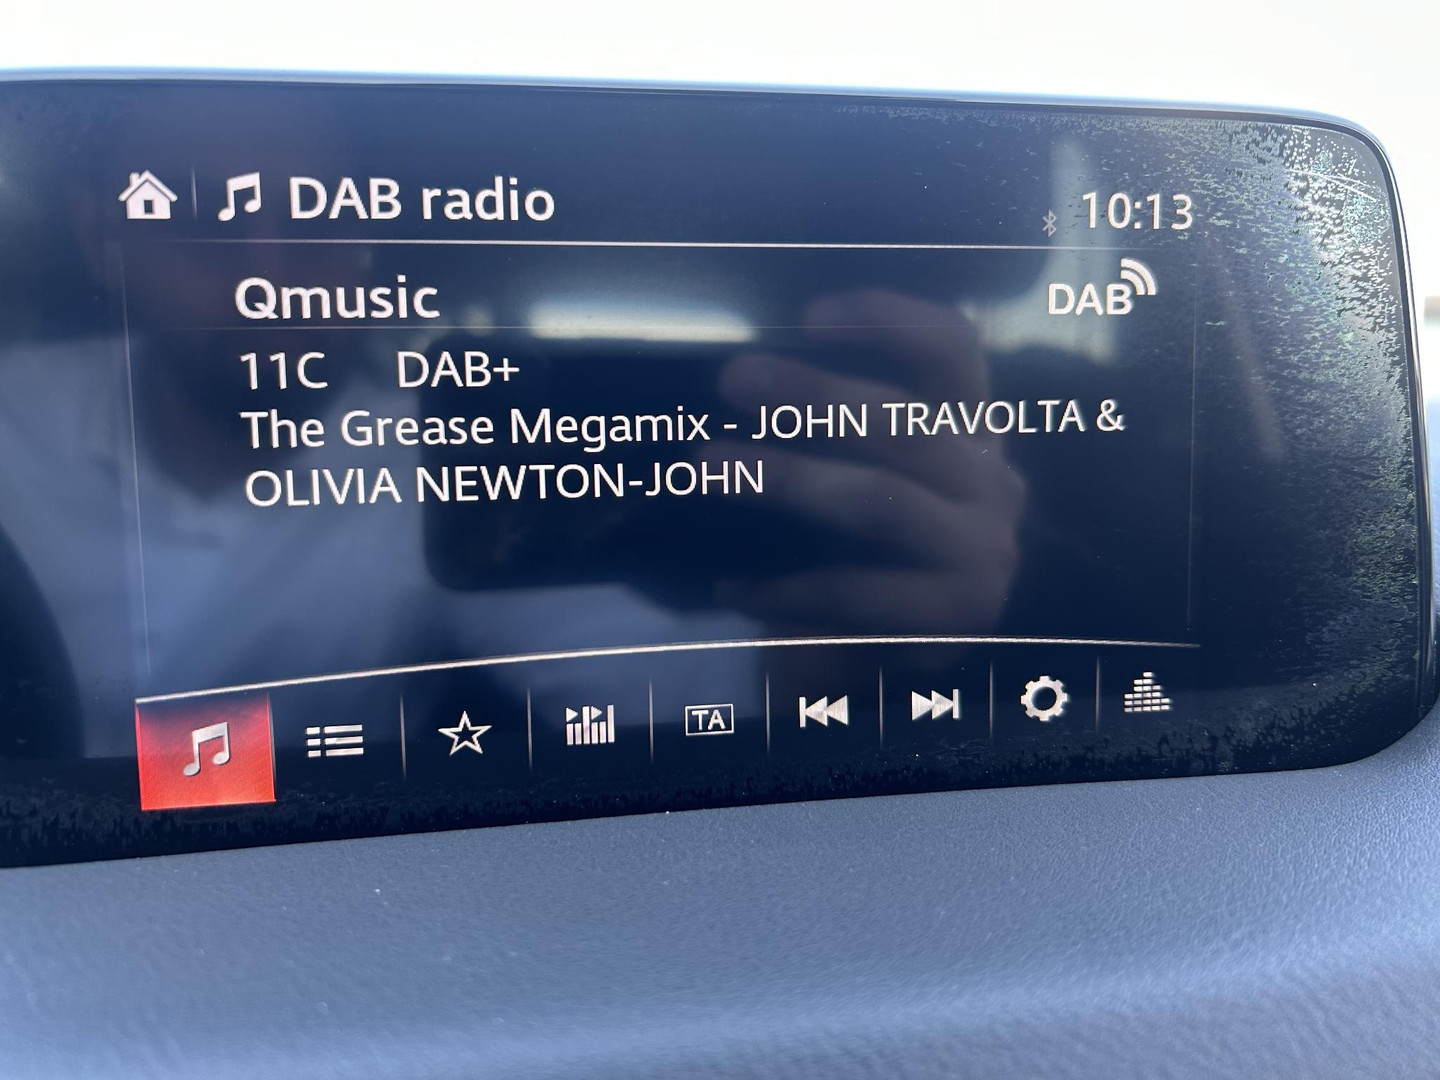 DAB radio
10:13
Qmusic
DAB
11C DAB+
The Grease Megamix - JOHN TRAVOLTA &
OLIVIA NEWTON-JOHN
TA